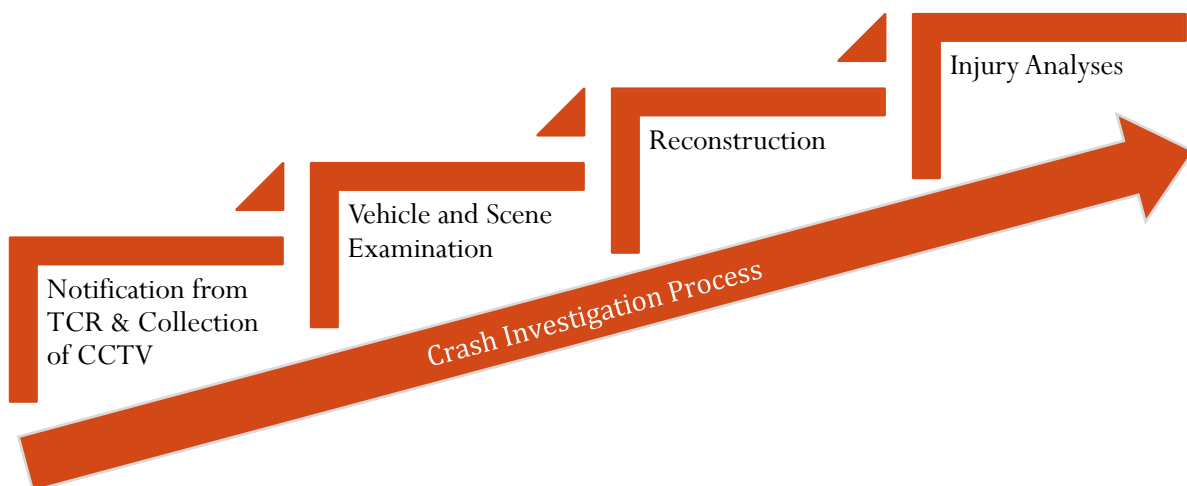 Notification from
TCR & Collection
of CCTV
Vehicle and Scene
Examination
Reconstruction
Injury Analyses
Crash Investigation Process